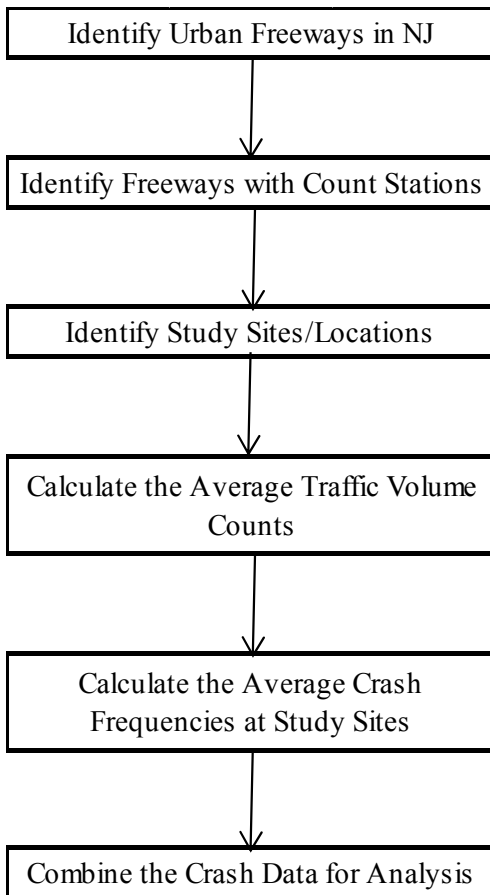 Identify Urban Freeways in NJ
Identify Freeways with Count Stations
Identify Study Sites/Locations
Calculate the Average Traffic Volume
Counts
Calculate the Average Crash
Frequencies at Study Sites
Combine the Crash Data for Analysis